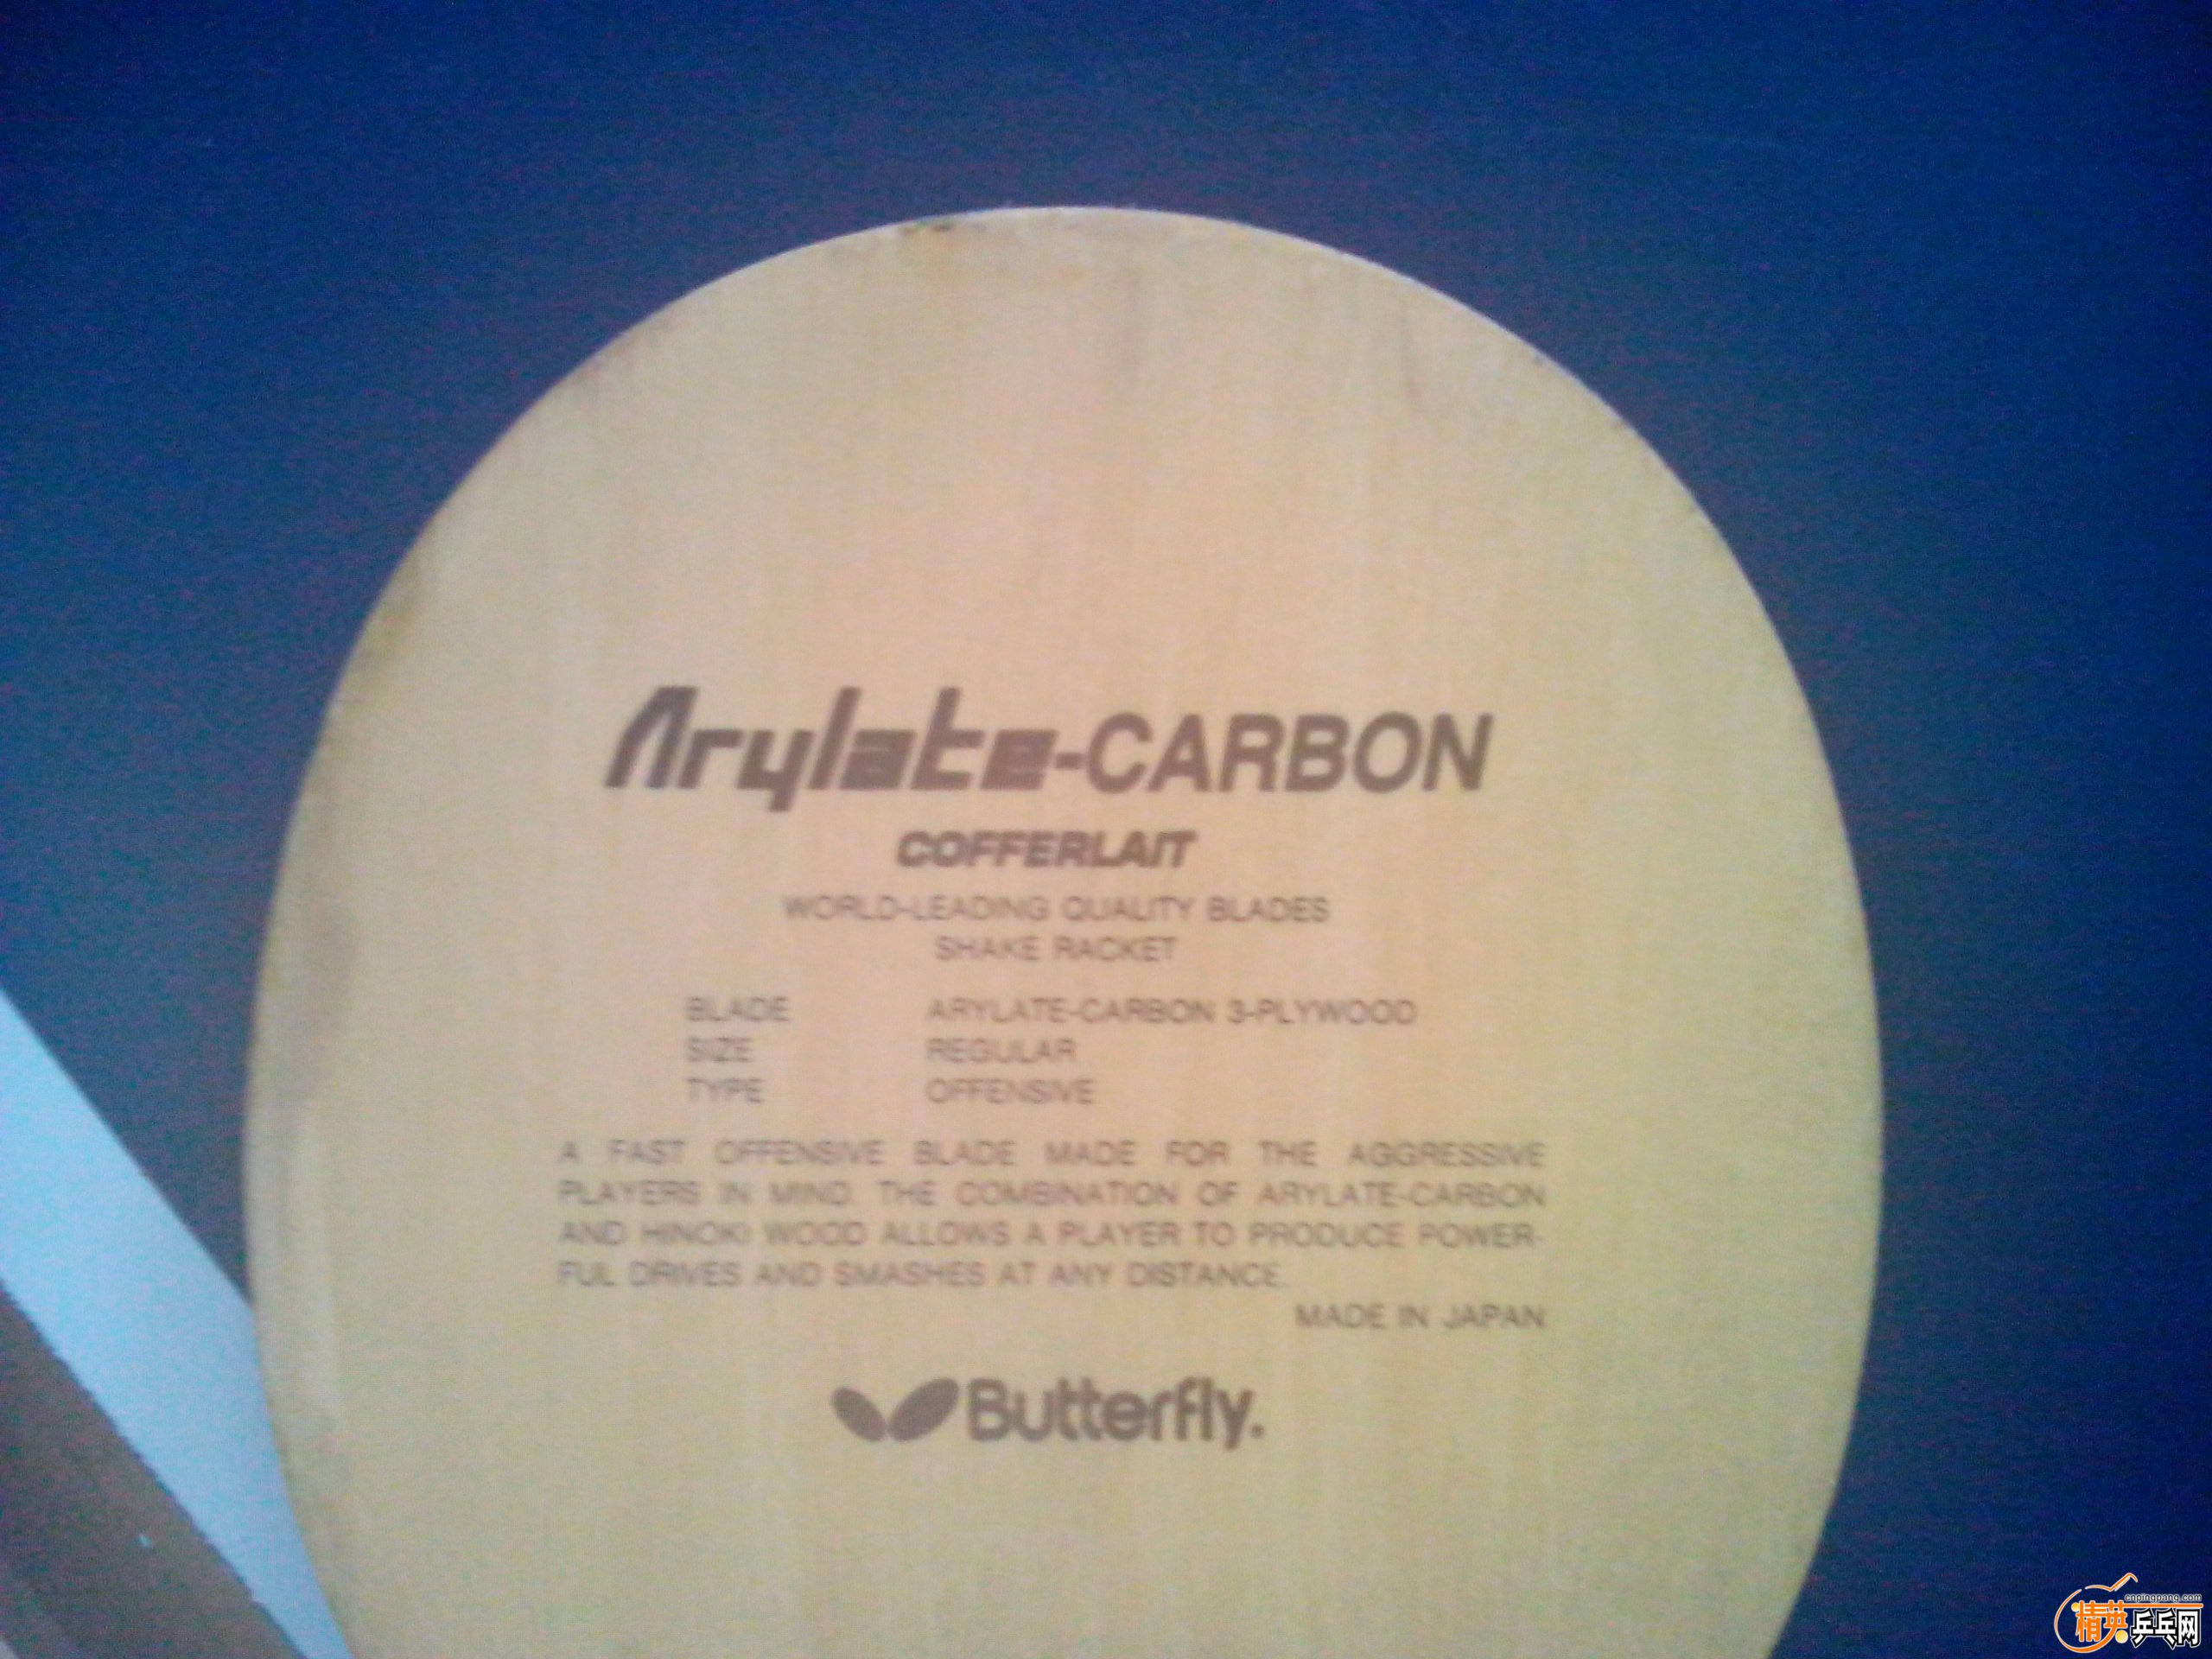 Arylate-CARBON
COFFERLAIT
WORLD-LEADING QUALITY BLADES
SHAKE RACKET
BLADE ARYLATE-CARBON 3-PLYWOOD
SIZE REGULAR
TYPE OFFENSIVE
A FAST OFFENSIVE BLADE MADE FOR THE AGGRESSIVE
PLAYERS IN MIND. THE COMBINATION OF ARYLATE-CARBON
AND HINOKI WOOD ALLOWS A PLAYER TO PRODUCE POWER-
FUL DRIVES AND SMASHES AT ANY DISTANCE.
MADE IN JAPAN
Butterfly.
cnpingpang.com
精英乒乓网